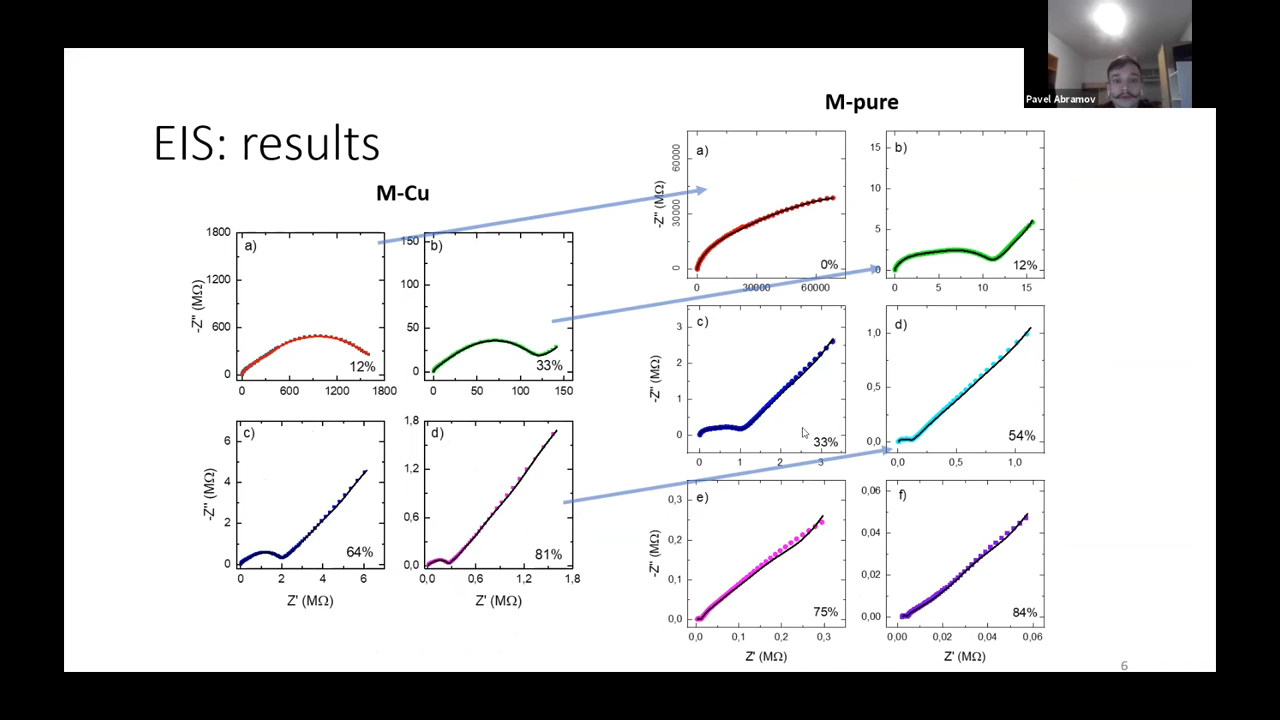 Pavel Abramov
EIS: results
M-Cu
M-pure
a)
-Z'' (MΩ)
1800
1200
600
0
0 600 1200 1800
12%
b)
150
100
50
0
0 50 100 150
33%
c)
-Z'' (MΩ)
6
4
2
0
0 2 4 6
64%
Z' (MΩ)
d)
1,8
1,2
0,6
0,0
0,0 0,6 1,2 1,8
81%
Z' (MΩ)
a)
-Z'' (MΩ)
60000
30000
0
0 30000 60000
0%
b)
15
10
5
0
0 5 10 15
12%
c)
-Z'' (MΩ)
3
2
1
0
0 1 2 3
33%
d)
1,0
0,5
0,0
0,0 0,5 1,0
54%
e)
-Z'' (MΩ)
0,3
0,2
0,1
0,0
0,0 0,1 0,2 0,3
75%
Z' (MΩ)
f)
0,06
0,04
0,02
0,00
0,00 0,02 0,04 0,06
84%
Z' (MΩ)
6